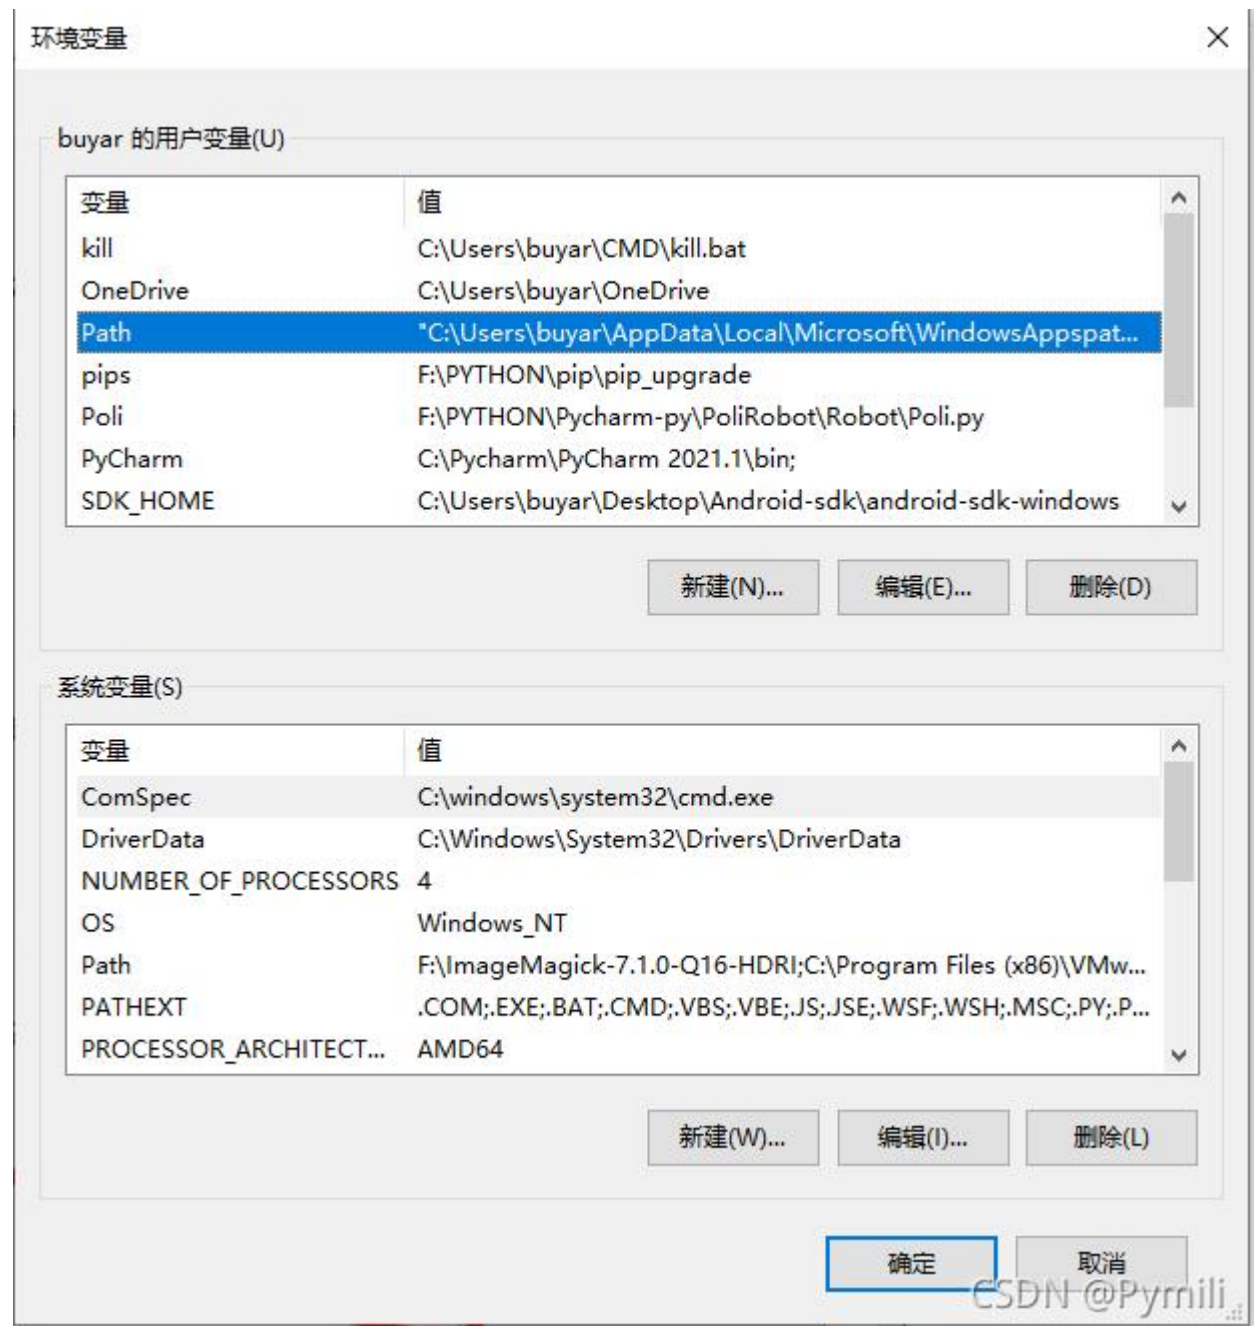 环境变量
buyar 的用户变量(U)
变量 值
kill C:\Users\buyar\CMD\kill.bat
OneDrive C:\Users\buyar\OneDrive
Path "C:\Users\buyar\AppData\Local\Microsoft\WindowsAppspat...
pips F:\PYTHON\pip\pip_upgrade
Poli F:\PYTHON\Pycharm-py\PoliRobot\Robot\Poli.py
PyCharm C:\Pycharm\PyCharm 2021.1\bin;
SDK_HOME C:\Users\buyar\Desktop\Android-sdk\android-sdk-windows
新建(N)... 编辑(E)... 删除(D)
系统变量(S)
变量 值
ComSpec C:\windows\system32\cmd.exe
DriverData C:\Windows\System32\Drivers\DriverData
NUMBER_OF_PROCESSORS 4
OS Windows_NT
Path F:\ImageMagick-7.1.0-Q16-HDRI;C:\Program Files (x86)\VMw...
PATHEXT .COM;.EXE;.BAT;.CMD;.VBS;.VBE;.JS;.JSE;.WSF;.WSH;.MSC;.PY;.P...
PROCESSOR_ARCHITECT... AMD64
新建(W)... 编辑(I)... 删除(L)
确定 取消
CSDN @Pymili